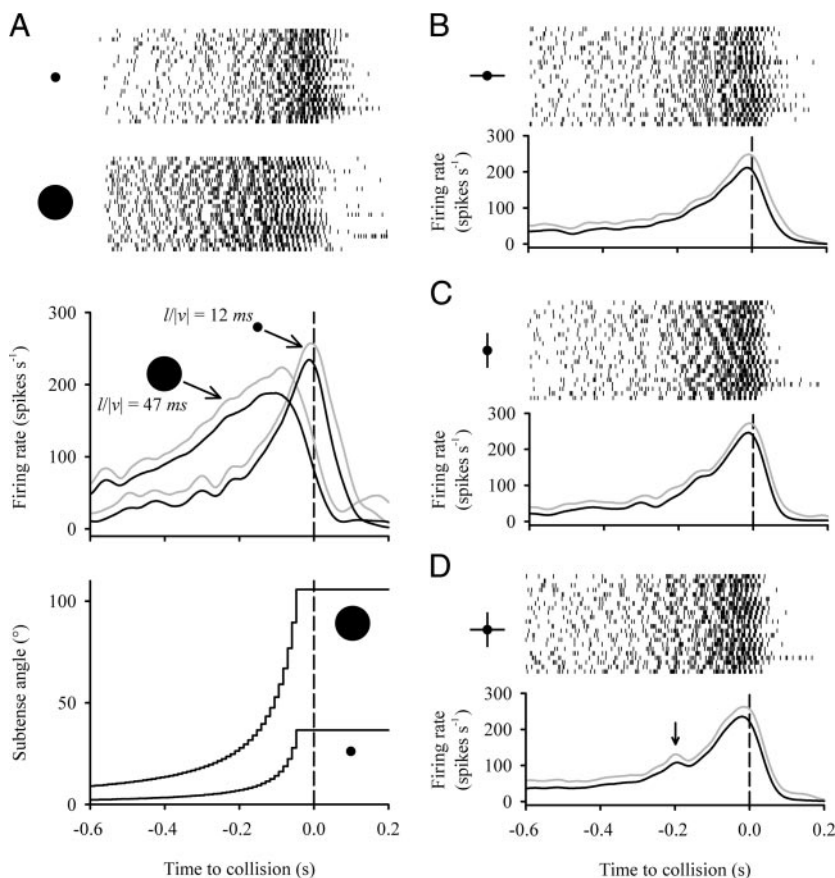 A
300
200
100
0
Firing rate (spikes s⁻¹)
l/|v| = 12 ms
l/|v| = 47 ms
100
50
0
Subtense angle (°)
-0.6
-0.4
-0.2
0.0
0.2
Time to collision (s)
B
300
200
100
0
Firing rate
(spikes s⁻¹)
C
300
200
100
0
Firing rate
(spikes s⁻¹)
D
300
200
100
0
Firing rate
(spikes s⁻¹)
-0.6
-0.4
-0.2
0.0
0.2
Time to collision (s)